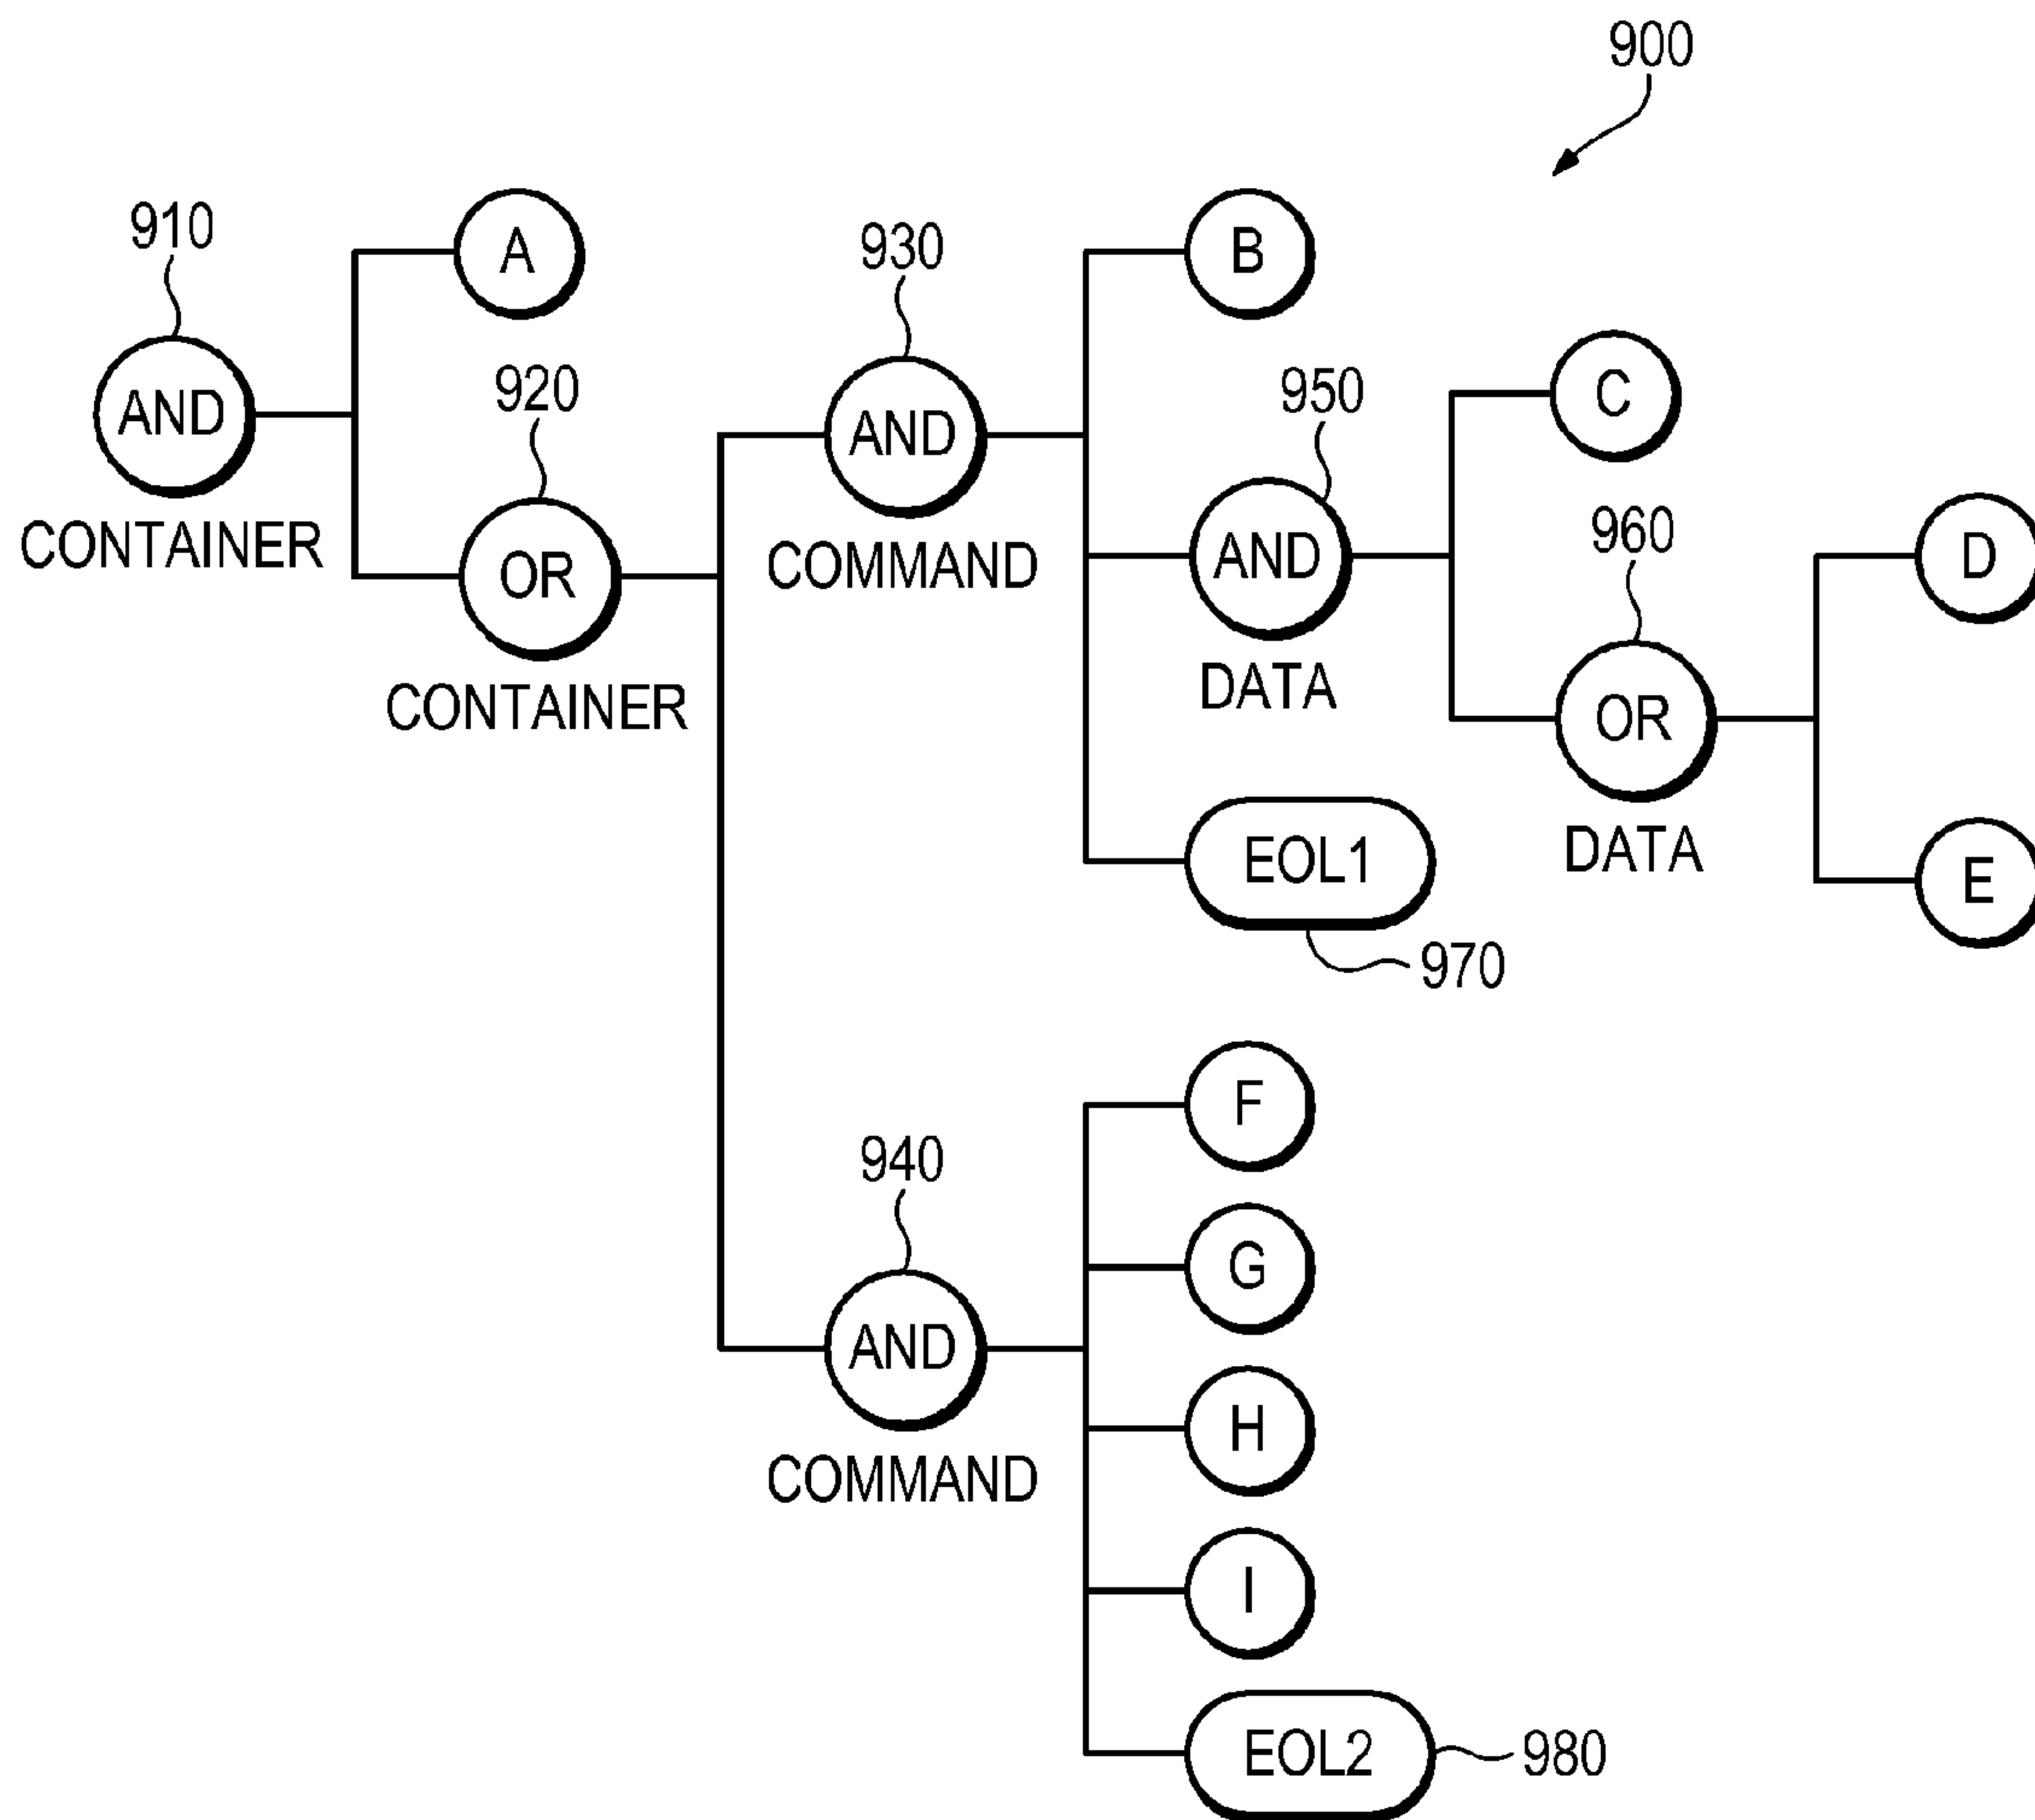 900
910
A
930
B
920
AND
950
C
AND
CONTAINER
OR
COMMAND
AND
960
D
CONTAINER
DATA
OR
EOL1
DATA
E
970
F
940
G
AND
H
COMMAND
I
EOL2
980